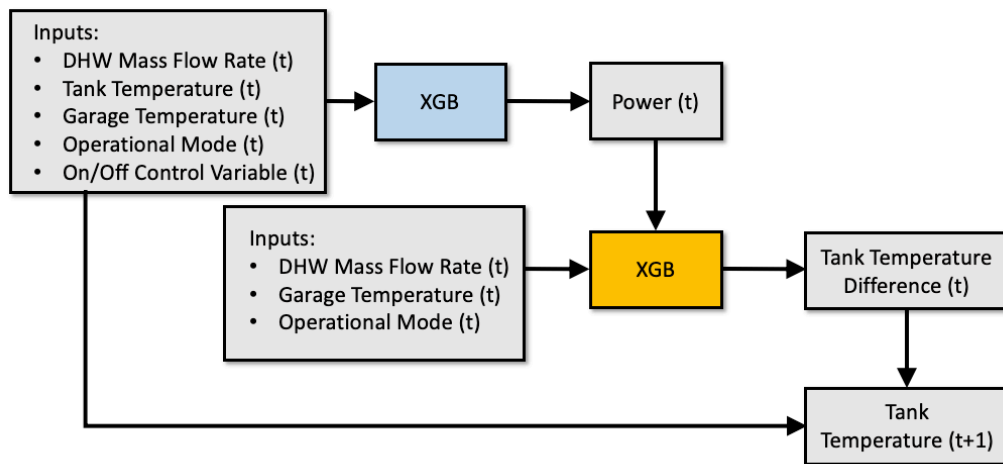 Inputs:
• DHW Mass Flow Rate (t)
• Tank Temperature (t)
• Garage Temperature (t)
• Operational Mode (t)
• On/Off Control Variable (t)
XGB
Power (t)
Inputs:
• DHW Mass Flow Rate (t)
• Garage Temperature (t)
• Operational Mode (t)
XGB
Tank Temperature
Difference (t)
Tank
Temperature (t+1)